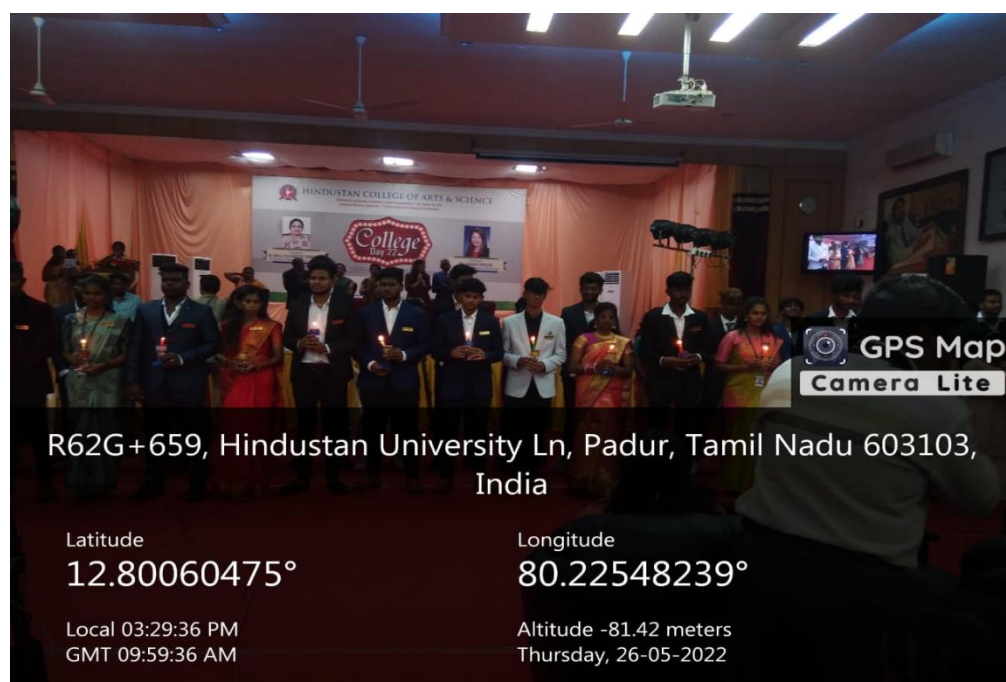 HINDUSTAN COLLEGE OF ARTS & SCIENCE
College
Day'22
GPS Map
Camera Lite
R62G+659, Hindustan University Ln, Padur, Tamil Nadu 603103,
India
Latitude
12.80060475°
Longitude
80.22548239°
Local 03:29:36 PM
GMT 09:59:36 AM
Altitude -81.42 meters
Thursday, 26-05-2022